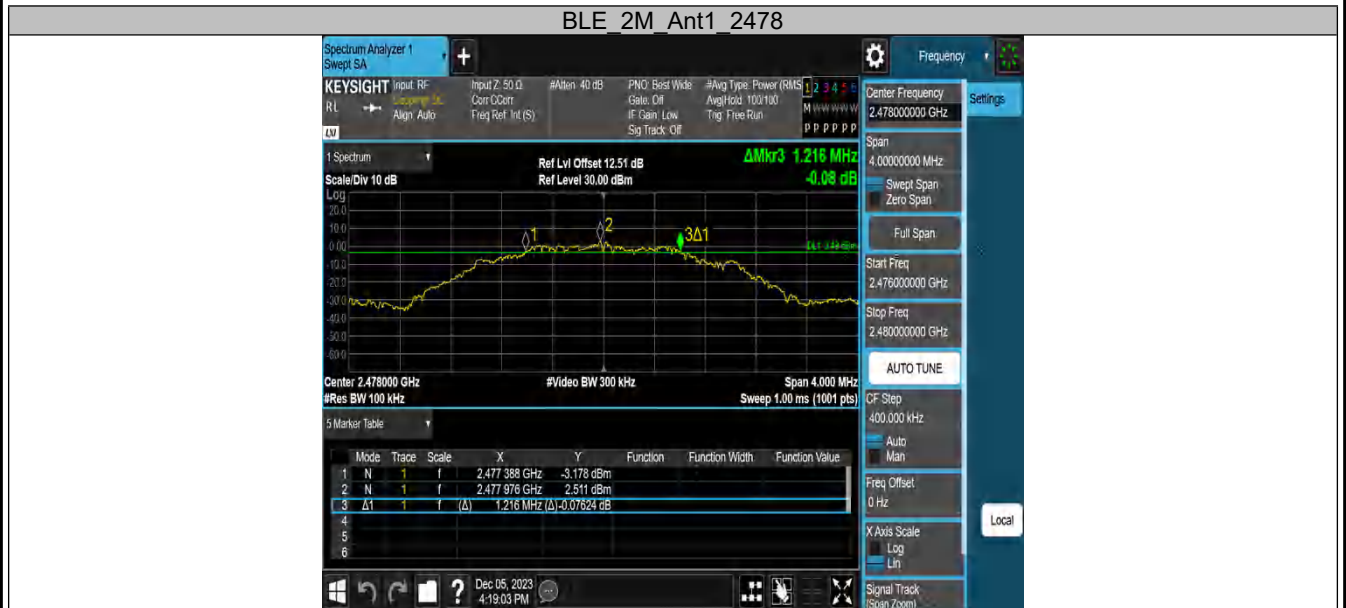 BLE_2M_Ant1_2478
Spectrum Analyzer 1
Swept SA
+
Frequency
KEYSIGHT
RL
LXI
Input: RF
Align: Auto
Input Z: 50 Ω
Corr CCorr
Freq Ref: Int (S)
#Atten: 40 dB
PNO: Best Wide
Gate: Off
IF Gain: Low
Sig Track: Off
#Avg Type: Power (RMS
Avg|Hold: 100/100
Trig: Free Run
1 2 3 4 5 6
M W W W W W
P P P P P P
1 Spectrum
Scale/Div 10 dB
Log
Ref Lvl Offset 12.51 dB
Ref Level 30.00 dBm
ΔMkr3 1.216 MHz
-0.08 dB
20.0
10.0
0.00
-10.0
-20.0
-30.0
-40.0
-50.0
-60.0
1
2
3Δ1
Center 2.478000 GHz
#Res BW 100 kHz
#Video BW 300 kHz
Span 4.000 MHz
Sweep 1.00 ms (1001 pts)
5 Marker Table
Mode Trace Scale X Y Function Function Width Function Value
1 N 1 f 2.477 388 GHz -3.178 dBm
2 N 1 f 2.477 976 GHz 2.511 dBm
3 Δ1 1 f (Δ) 1.216 MHz (Δ) -0.07624 dB
4
5
6
Dec 05, 2023
4:19:03 PM
Center Frequency
2.478000000 GHz
Settings
Span
4.00000000 MHz
Swept Span
Zero Span
Full Span
Start Freq
2.476000000 GHz
Stop Freq
2.480000000 GHz
AUTO TUNE
CF Step
400.000 kHz
Auto
Man
Freq Offset
0 Hz
X Axis Scale
Log
Lin
Signal Track
(Span Zoom)
Local